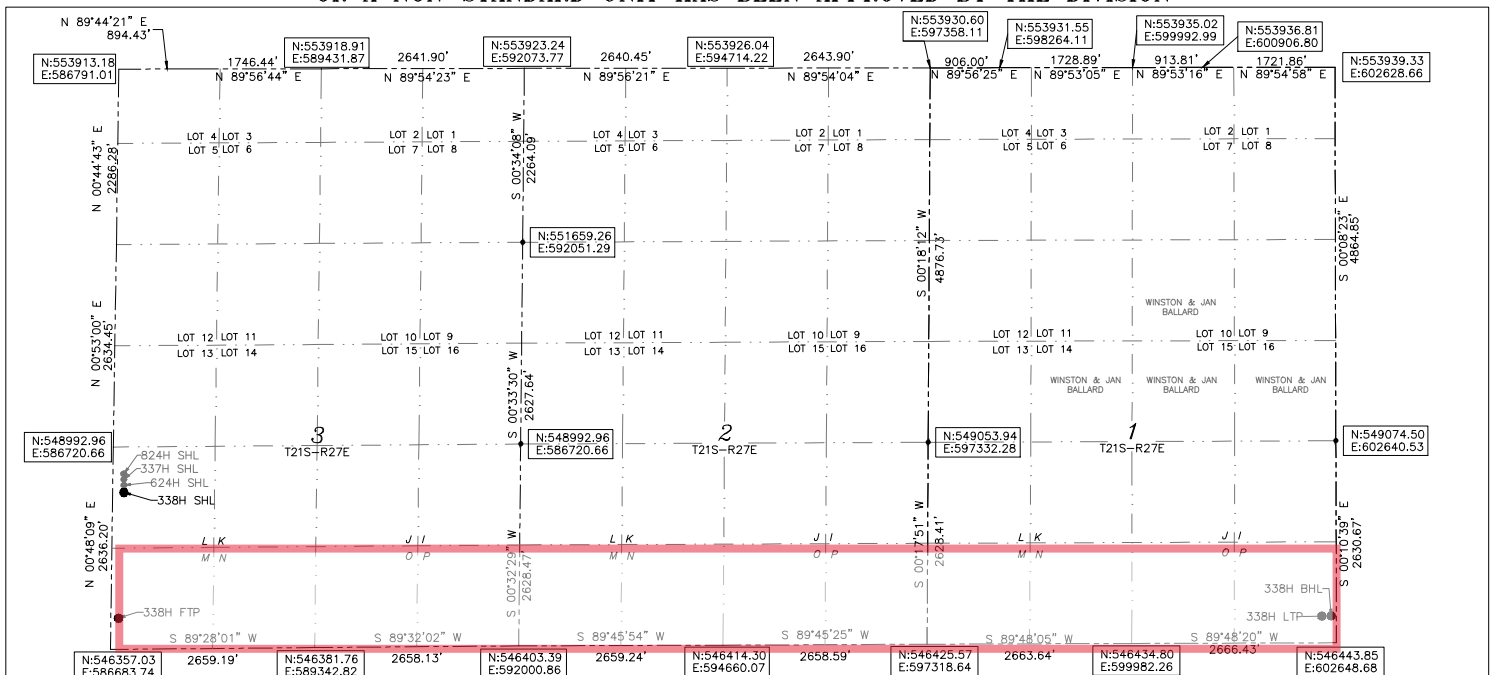 OR A NON-STANDARD UNIT HAS BEEN APPROVED BY THE DIVISION
N 89°44'21" E
894.43'
N:553913.18
E:586791.01
1746.44'
N 89°56'44" E
N:553918.91
E:589431.87
2641.90'
N 89°54'23" E
N:553923.24
E:592073.77
2640.45'
N 89°56'21" E
N:553926.04
E:594714.22
2643.90'
N 89°54'04" E
N:553930.60
E:597358.11
906.00'
N 89°56'25" E
N:553931.55
E:598264.11
1728.89'
N 89°53'05" E
N:553935.02
E:599992.99
913.81'
N 89°53'16" E
N:553936.81
E:600906.80
1721.86'
N 89°54'58" E
N:553939.33
E:602628.66
LOT 4 LOT 3
LOT 5 LOT 6
LOT 2 LOT 1
LOT 7 LOT 8
LOT 4 LOT 3
LOT 5 LOT 6
LOT 2 LOT 1
LOT 7 LOT 8
LOT 4 LOT 3
LOT 5 LOT 6
LOT 2 LOT 1
LOT 7 LOT 8
N 00°44'43" E
2286.28'
S 00°34'08" W
2264.09'
N:551659.26
E:592051.29
S 00°18'12" W
4876.73'
S 00°08'23" E
4864.85'
WINSTON & JAN
BALLARD
N 00°53'00" E
2634.45'
LOT 12 LOT 11
LOT 13 LOT 14
LOT 10 LOT 9
LOT 15 LOT 16
LOT 12 LOT 11
LOT 13 LOT 14
LOT 10 LOT 9
LOT 15 LOT 16
LOT 12 LOT 11
LOT 13 LOT 14
LOT 10 LOT 9
LOT 15 LOT 16
S 00°33'30" W
2627.64'
WINSTON & JAN
BALLARD
WINSTON & JAN
BALLARD
WINSTON & JAN
BALLARD
N:548992.96
E:586720.66
3
T21S-R27E
N:548992.96
E:586720.66
2
T21S-R27E
N:549053.94
E:597332.28
1
T21S-R27E
N:549074.50
E:602640.53
824H SHL
337H SHL
624H SHL
338H SHL
N 00°48'09" E
2636.20'
S 00°32'29" W
2628.47'
S 00°17'51" W
2628.41'
S 00°10'39" E
2630.67'
L K
M N
J I
O P
L K
M N
J I
O P
L K
M N
J I
O P
338H FTP
338H BHL
338H LTP
S 89°28'01" W
2659.19'
S 89°32'02" W
2658.13'
S 89°45'54" W
2659.24'
S 89°45'25" W
2658.59'
S 89°48'05" W
2663.64'
S 89°48'20" W
2666.43'
N:546357.03
E:586683.74
N:546381.76
E:589342.82
N:546403.39
E:592000.86
N:546414.30
E:594660.07
N:546425.57
E:597318.64
N:546434.80
E:599982.26
N:546443.85
E:602648.68